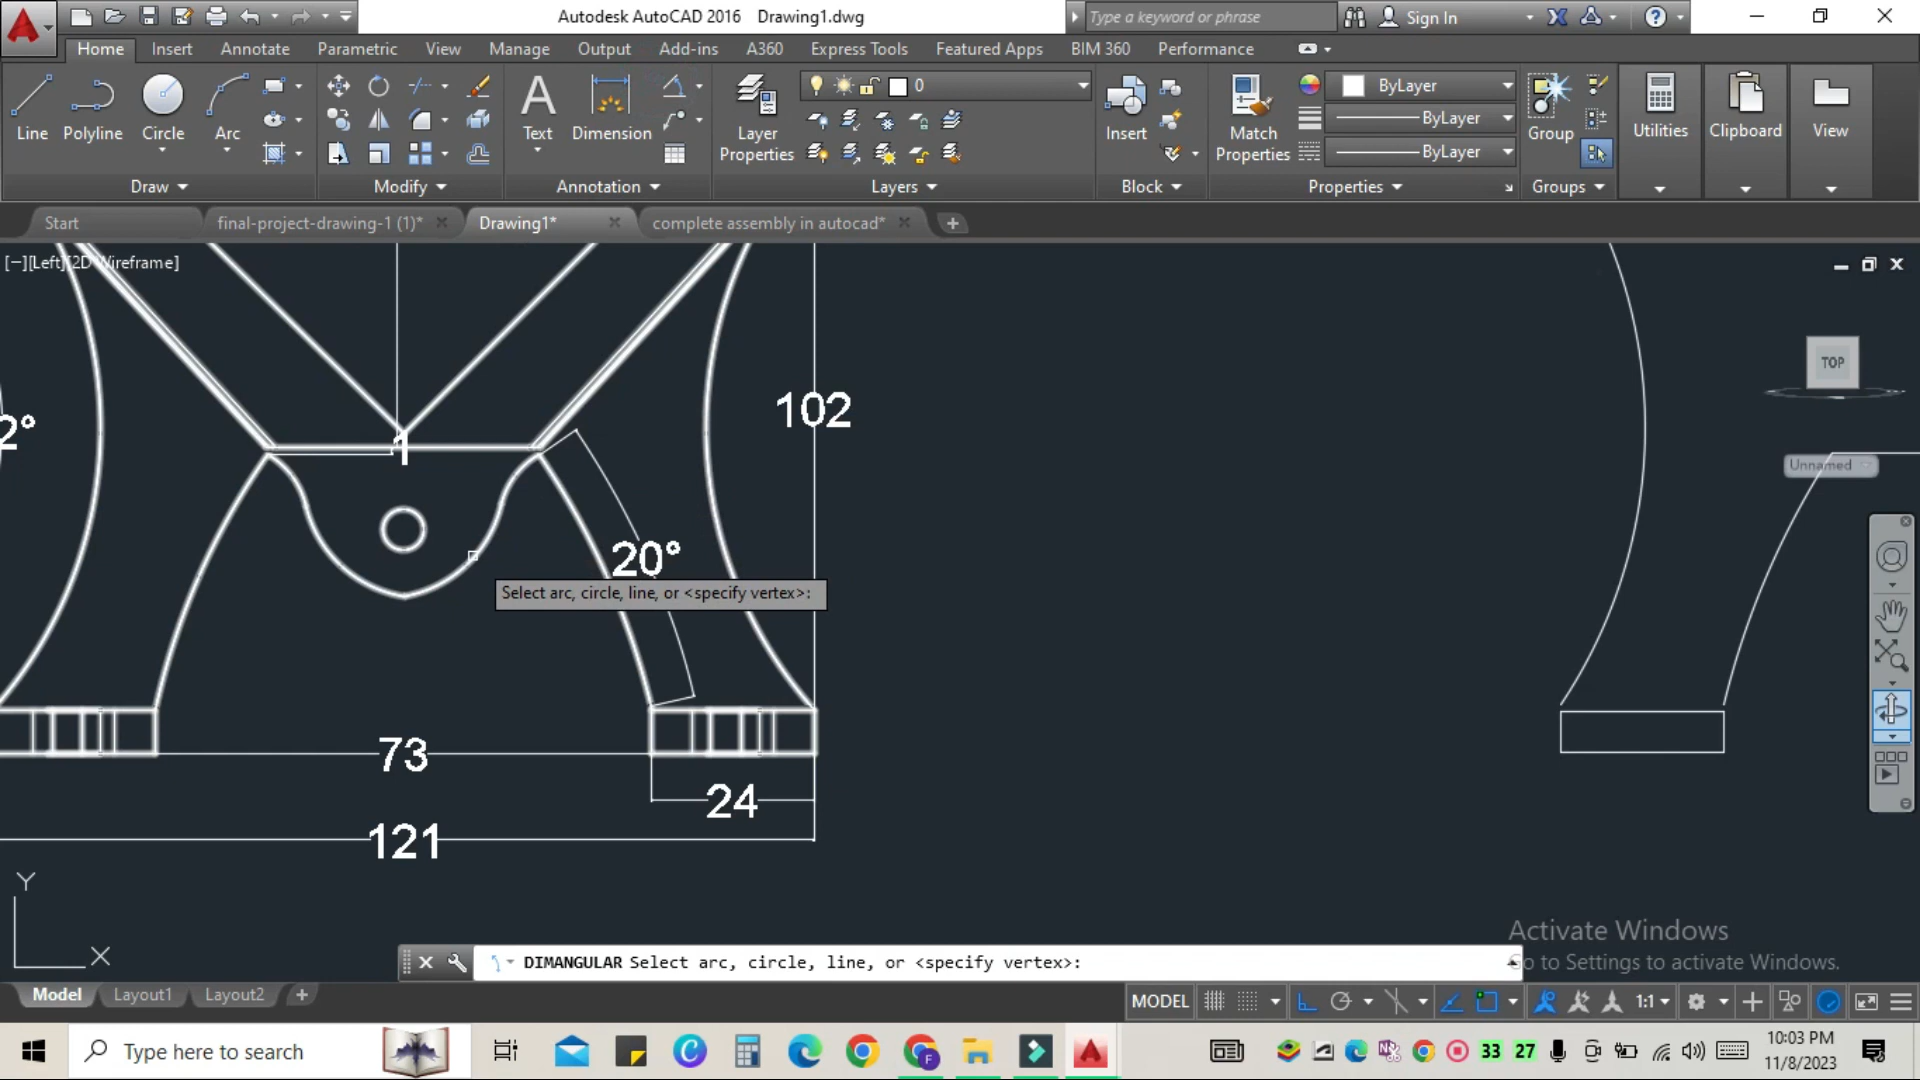 Autodesk AutoCAD 2016 Drawing1.dwg
Type a keyword or phrase
Sign In
Home Insert Annotate Parametric View Manage Output Add-ins A360 Express Tools Featured Apps BIM 360 Performance
0
ByLayer
ByLayer
ByLayer
Line Polyline Circle Arc
Text Dimension
Layer Properties
Insert
Match Properties
Group
Utilities Clipboard View
Draw Modify Annotation Layers Block Properties Groups
Start final-project-drawing-1 (1)* Drawing1* complete assembly in autocad*
[−][Left][2D Wireframe]
TOP
102
2°
1
Unnamed
20°
Select arc, circle, line, or <specify vertex>:
73
24
121
Y
X
Activate Windows
Go to Settings to activate Windows.
DIMANGULAR Select arc, circle, line, or <specify vertex>:
Model Layout1 Layout2
MODEL
1:1
Type here to search
33 27
10:03 PM
11/8/2023